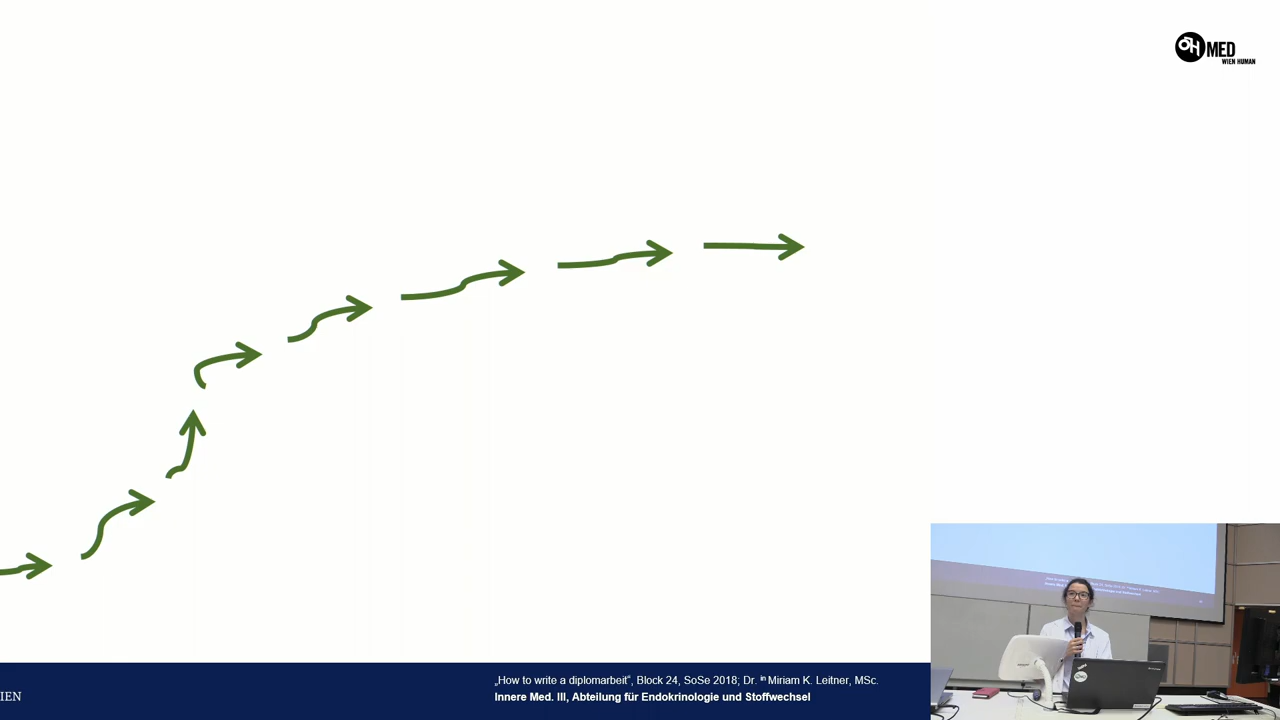 ÖH MED
WIEN HUMAN
IEN
„How to write a diplomarbeit“, Block 24, SoSe 2018; Dr. in Miriam K. Leitner, MSc.
Innere Med. III, Abteilung für Endokrinologie und Stoffwechsel